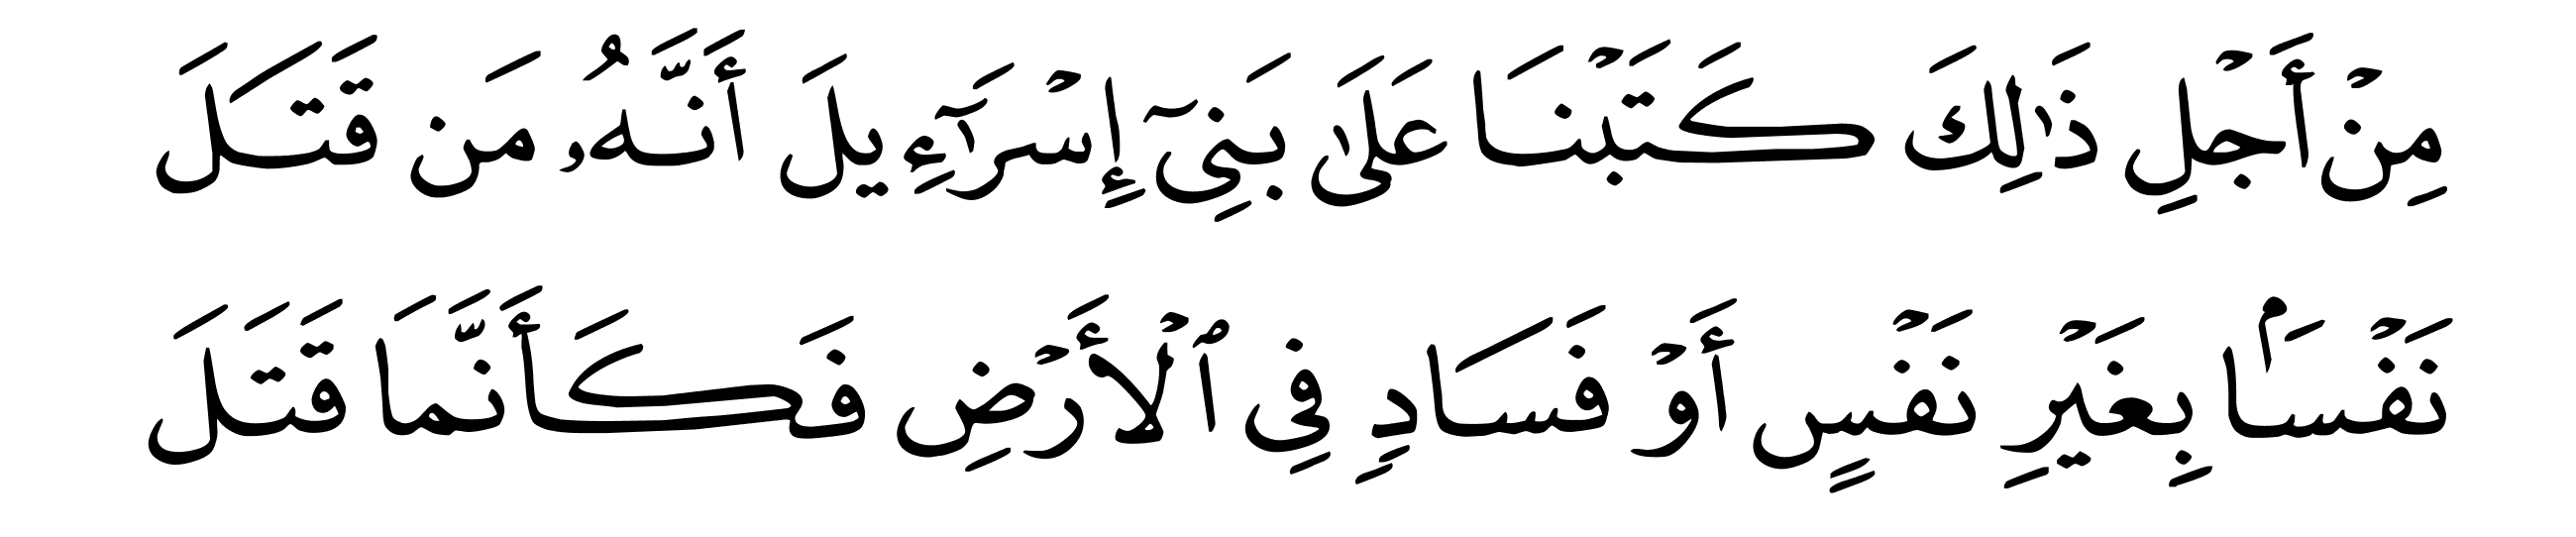 مِنْ أَجْلِ ذَٰلِكَ كَتَبْنَا عَلَىٰ بَنِىٓ إِسْرَٰٓءِيلَ أَنَّهُۥ مَن قَتَلَ
نَفْسًۢا بِغَيْرِ نَفْسٍ أَوْ فَسَادٍ فِى ٱلْأَرْضِ فَكَأَنَّمَا قَتَلَ